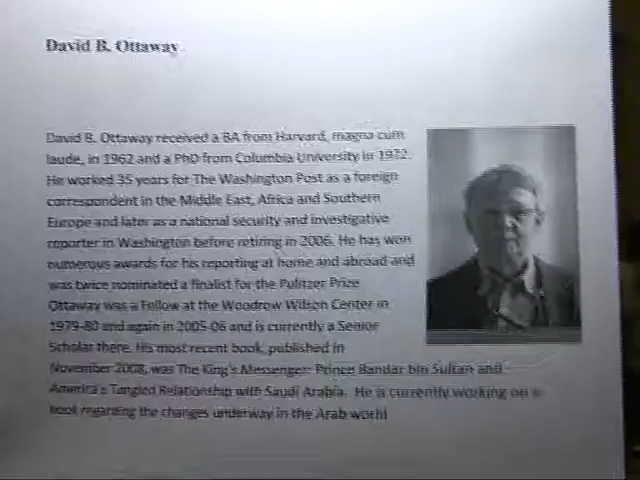 David B. Ottaway
David B. Ottaway received a BA from Harvard, magna cum
laude, in 1962 and a PhD from Columbia University in 1972.
He worked 35 years for The Washington Post as a foreign
correspondent in the Middle East, Africa and Southern
Europe and later as a national security and investigative
reporter in Washington before retiring in 2006. He has won
numerous awards for his reporting at home and abroad and
was twice nominated a finalist for the Pulitzer Prize
Ottaway was a Fellow at the Woodrow Wilson Center in
1979-80 and again in 2005-06 and is currently a Senior
Scholar there. His most recent book, published in
November 2008, was The King's Messenger: Prince Bandar bin Sultan and
America's Tangled Relationship with Saudi Arabia. He is currently working on a
book regarding the changes underway in the Arab world